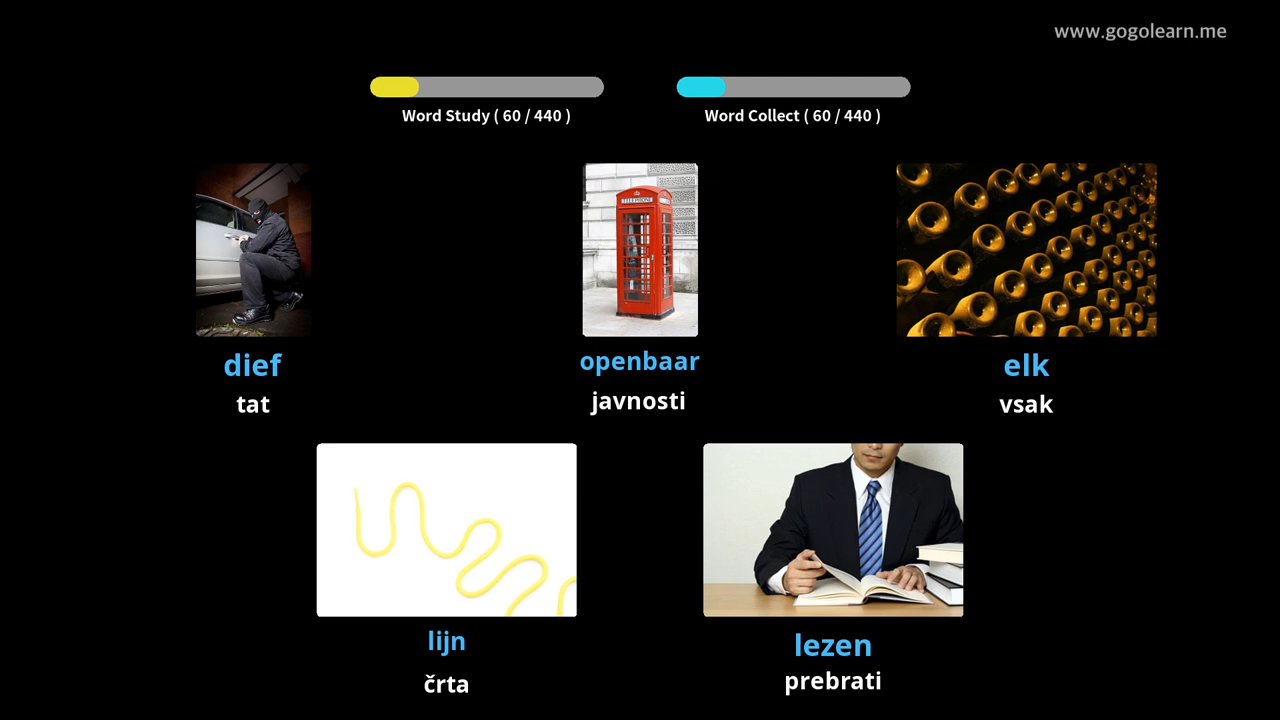 www.gogolearn.me
Word Study ( 60 / 440 )
Word Collect ( 60 / 440 )
TELEPHONE
dief
tat
openbaar
javnosti
elk
vsak
lijn
črta
lezen
prebrati